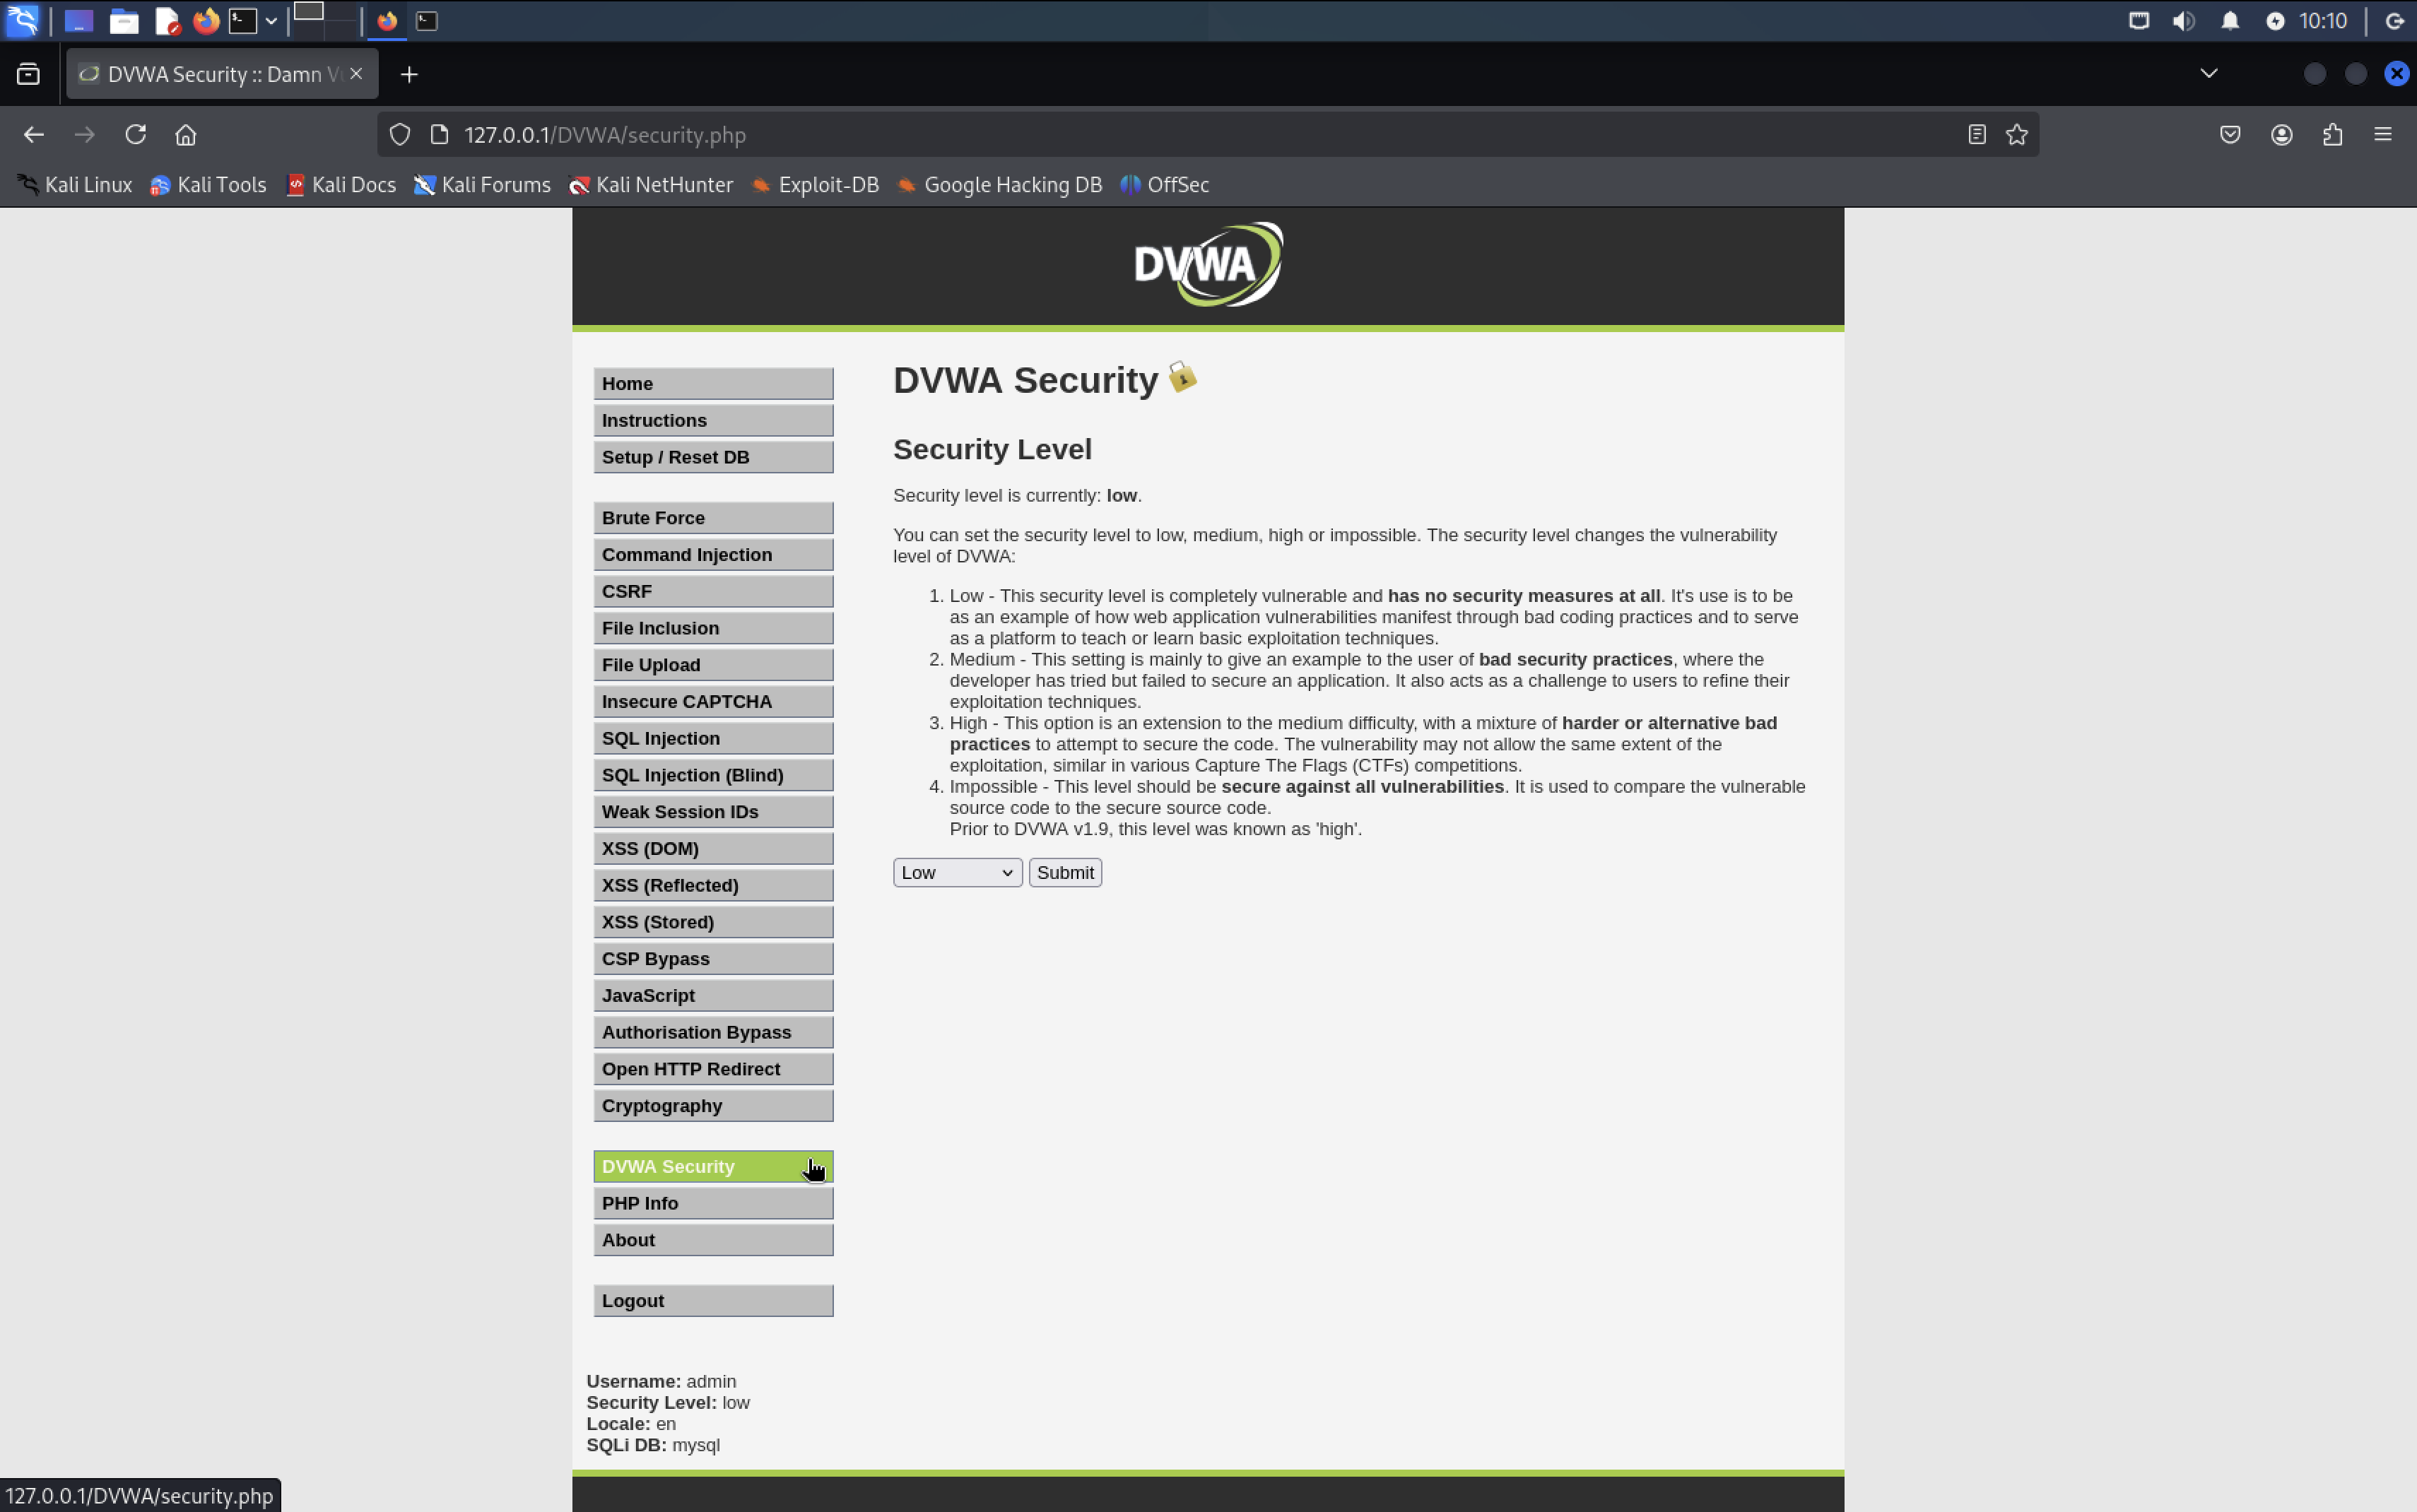 10:10
DVWA Security :: Damn Vu
127.0.0.1/DVWA/security.php
Kali Linux Kali Tools Kali Docs Kali Forums Kali NetHunter Exploit-DB Google Hacking DB OffSec
DVWA
Home
Instructions
Setup / Reset DB
Brute Force
Command Injection
CSRF
File Inclusion
File Upload
Insecure CAPTCHA
SQL Injection
SQL Injection (Blind)
Weak Session IDs
XSS (DOM)
XSS (Reflected)
XSS (Stored)
CSP Bypass
JavaScript
Authorisation Bypass
Open HTTP Redirect
Cryptography
DVWA Security
PHP Info
About
Logout
DVWA Security
Security Level
Security level is currently: low.
You can set the security level to low, medium, high or impossible. The security level changes the vulnerability
level of DVWA:
1. Low - This security level is completely vulnerable and has no security measures at all. It's use is to be
as an example of how web application vulnerabilities manifest through bad coding practices and to serve
as a platform to teach or learn basic exploitation techniques.
2. Medium - This setting is mainly to give an example to the user of bad security practices, where the
developer has tried but failed to secure an application. It also acts as a challenge to users to refine their
exploitation techniques.
3. High - This option is an extension to the medium difficulty, with a mixture of harder or alternative bad
practices to attempt to secure the code. The vulnerability may not allow the same extent of the
exploitation, similar in various Capture The Flags (CTFs) competitions.
4. Impossible - This level should be secure against all vulnerabilities. It is used to compare the vulnerable
source code to the secure source code.
Prior to DVWA v1.9, this level was known as 'high'.
Low Submit
Username: admin
Security Level: low
Locale: en
SQLi DB: mysql
127.0.0.1/DVWA/security.php